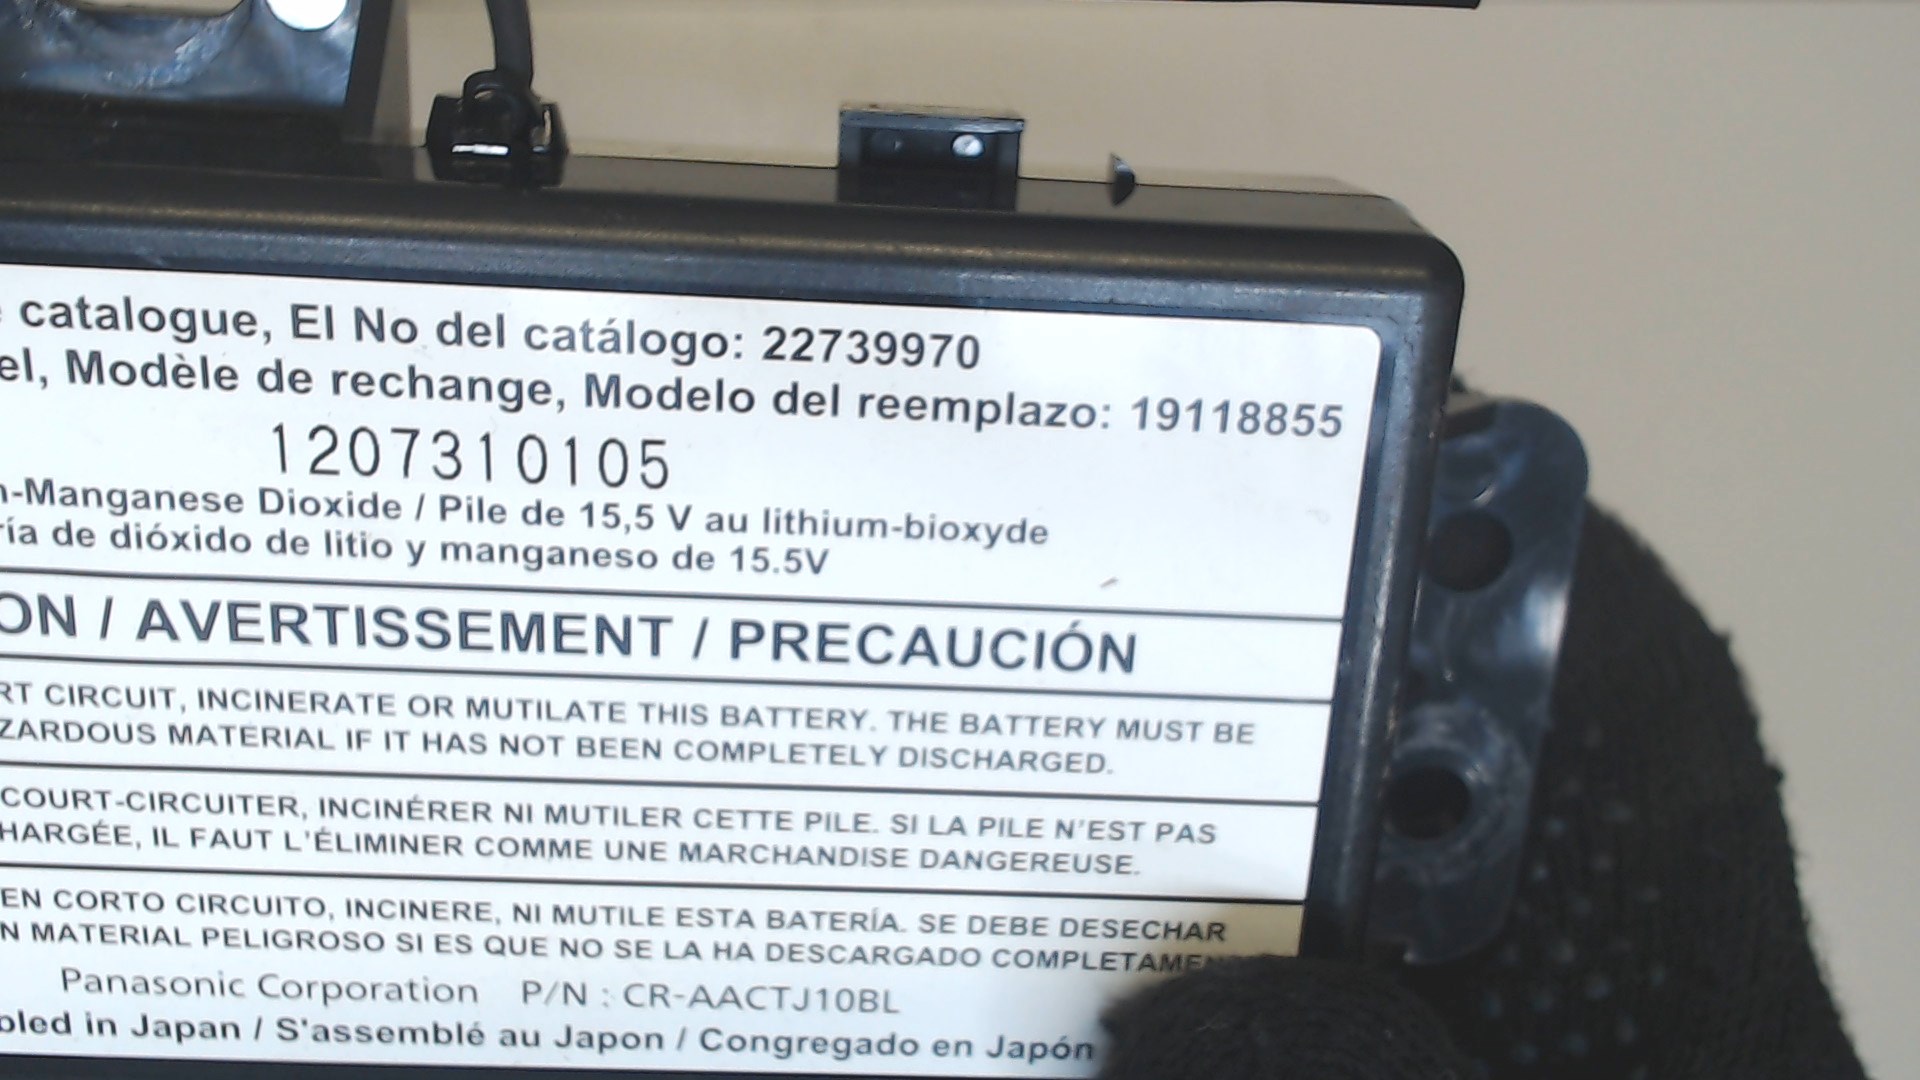 catalogue, El No del catálogo: 22739970
el, Modèle de rechange, Modelo del reemplazo: 19118855
1207310105
n-Manganese Dioxide / Pile de 15,5 V au lithium-bioxyde
ría de dióxido de litio y manganeso de 15.5V
ON / AVERTISSEMENT / PRECAUCIÓN
RT CIRCUIT, INCINERATE OR MUTILATE THIS BATTERY. THE BATTERY MUST BE
ZARDOUS MATERIAL IF IT HAS NOT BEEN COMPLETELY DISCHARGED.
COURT-CIRCUITER, INCINÉRER NI MUTILER CETTE PILE. SI LA PILE N'EST PAS
HARGÉE, IL FAUT L'ÉLIMINER COMME UNE MARCHANDISE DANGEREUSE.
EN CORTO CIRCUITO, INCINERE, NI MUTILE ESTA BATERÍA. SE DEBE DESECHAR
N MATERIAL PELIGROSO SI ES QUE NO SE LA HA DESCARGADO COMPLETAMEN
Panasonic Corporation P/N : CR-AACTJ10BL
bled in Japan / S'assemblé au Japon / Congregado en Japón